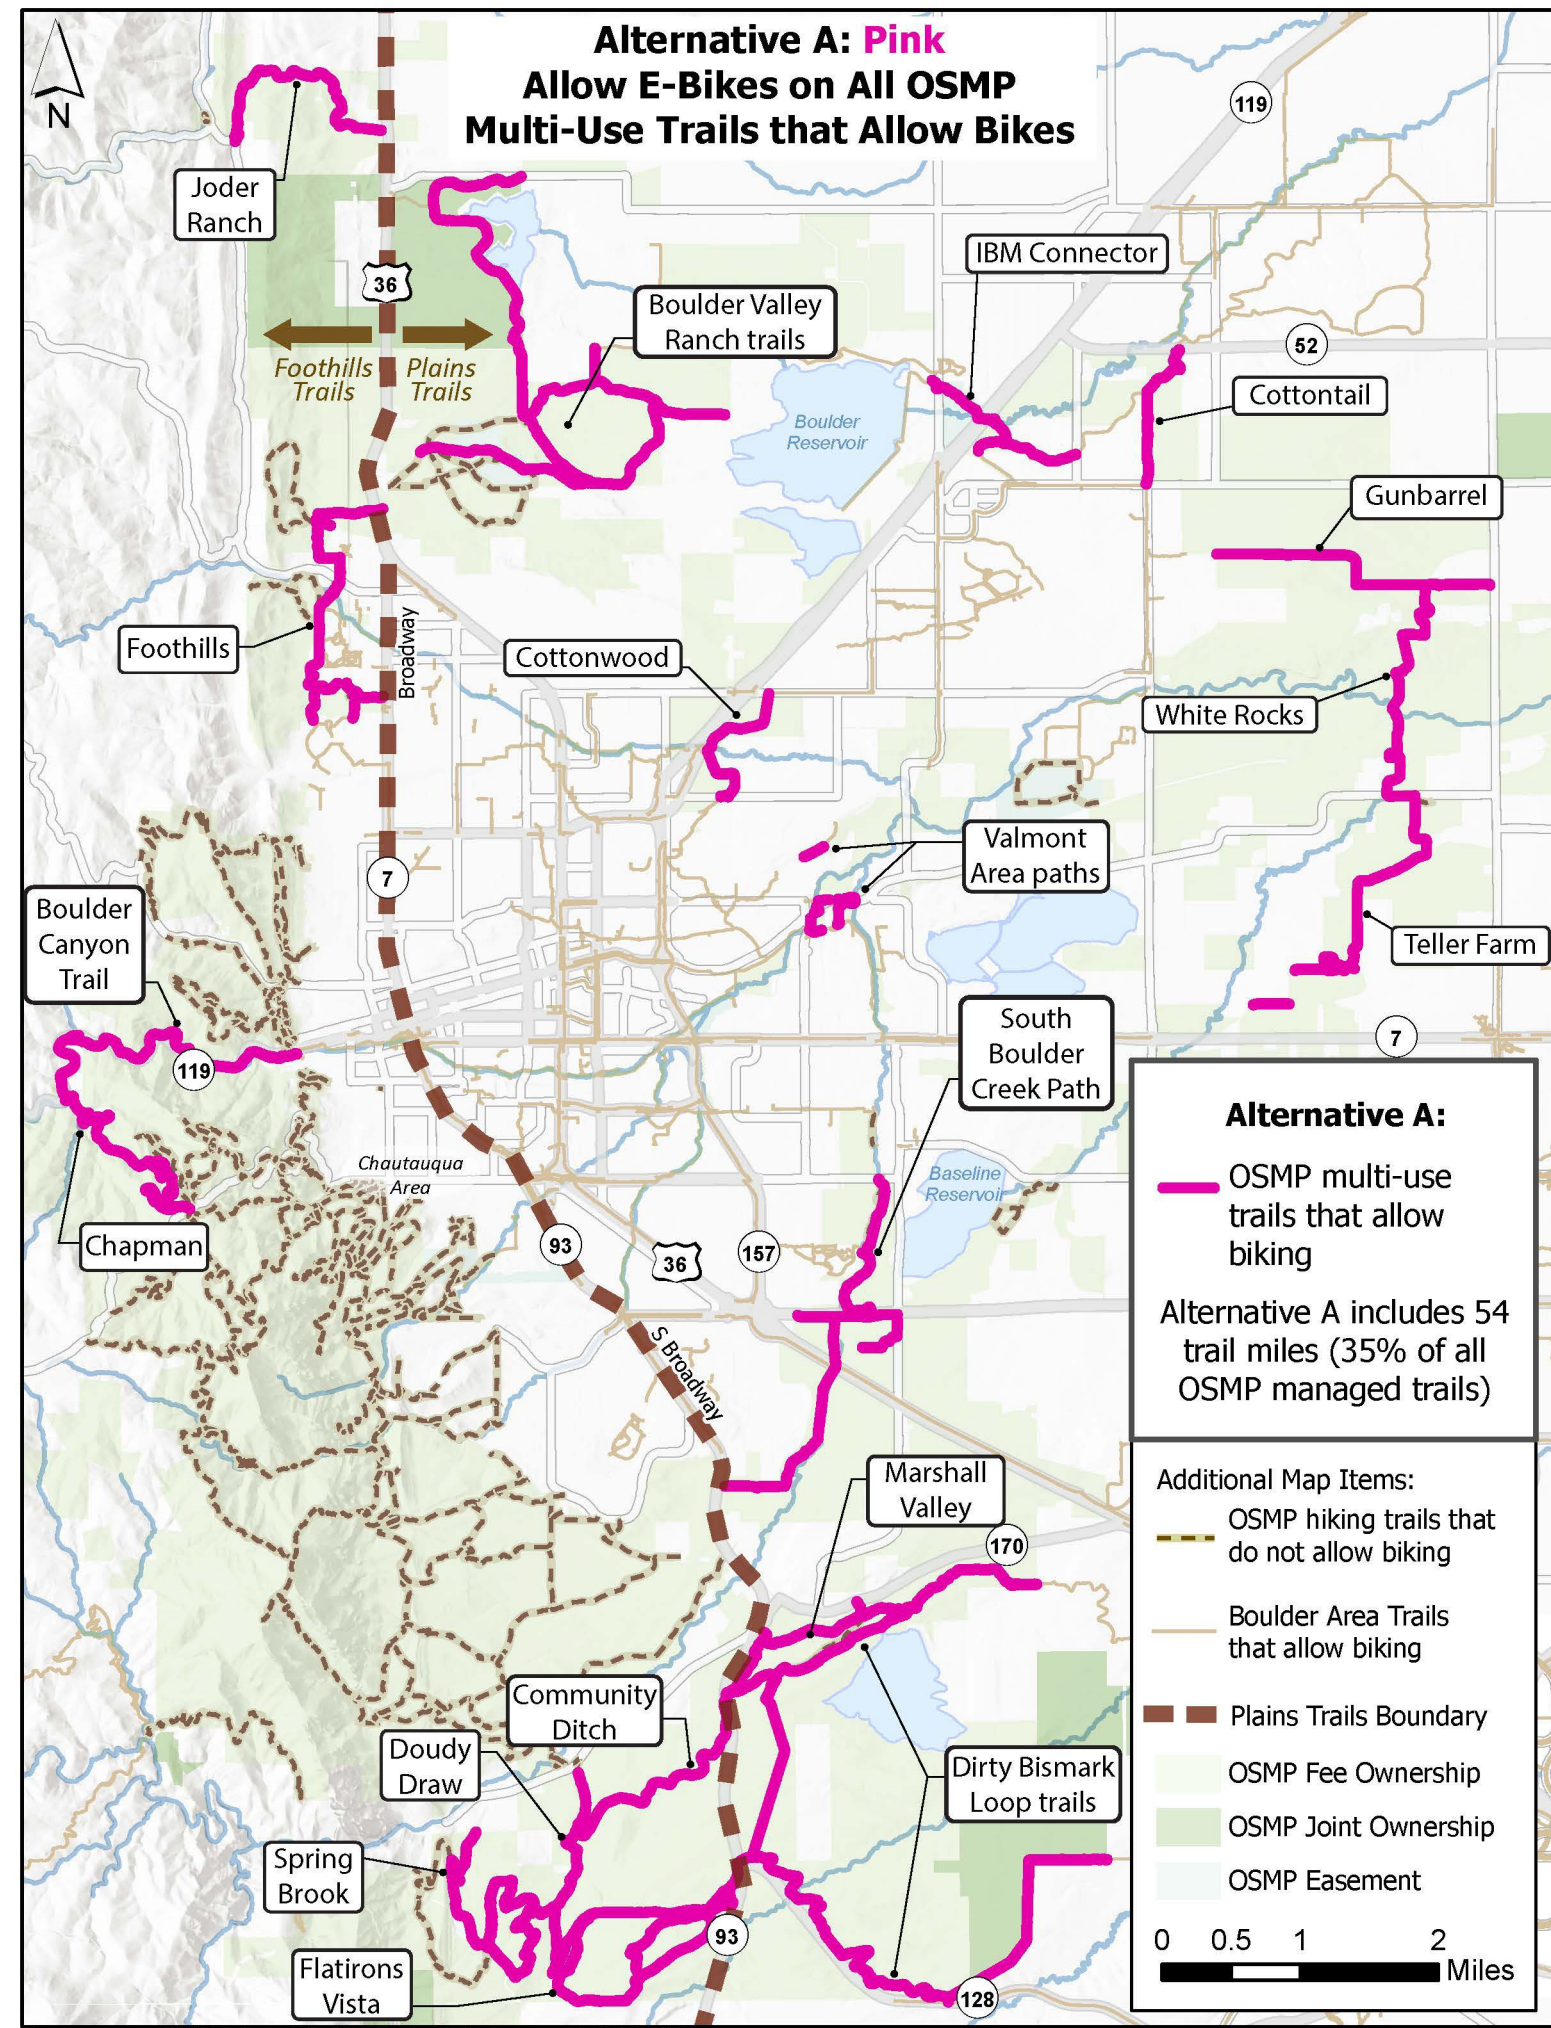 Alternative A: Pink
Allow E-Bikes on All OSMP
Multi-Use Trails that Allow Bikes
N
119
Joder
Ranch
IBM Connector
36
Boulder Valley
Ranch trails
52
Foothills
Trails
Plains
Trails
Cottontail
Boulder
Reservoir
Gunbarrel
Broadway
Foothills
Cottonwood
White Rocks
Valmont
Area paths
7
Boulder
Canyon
Trail
Teller Farm
South
Boulder
Creek Path
7
119
Chautauqua
Area
Baseline
Reservoir
Chapman
93
36
157
S Broadway
Marshall
Valley
170
Community
Ditch
Doudy
Draw
Dirty Bismark
Loop trails
Spring
Brook
93
Flatirons
Vista
128
Alternative A:
OSMP multi-use
trails that allow
biking
Alternative A includes 54
trail miles (35% of all
OSMP managed trails)
Additional Map Items:
OSMP hiking trails that
do not allow biking
Boulder Area Trails
that allow biking
Plains Trails Boundary
OSMP Fee Ownership
OSMP Joint Ownership
OSMP Easement
0 0.5 1 2
Miles